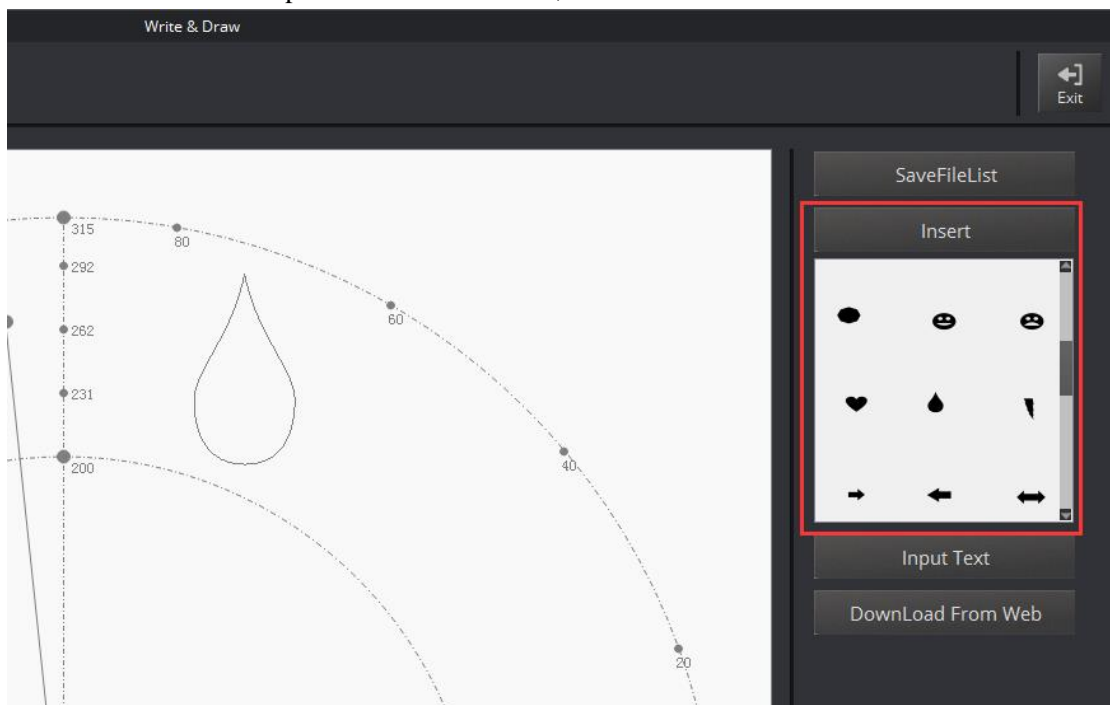 Write & Draw
Exit
SaveFileList
Insert
315
80
292
60
262
231
200
40
Input Text
DownLoad From Web
20